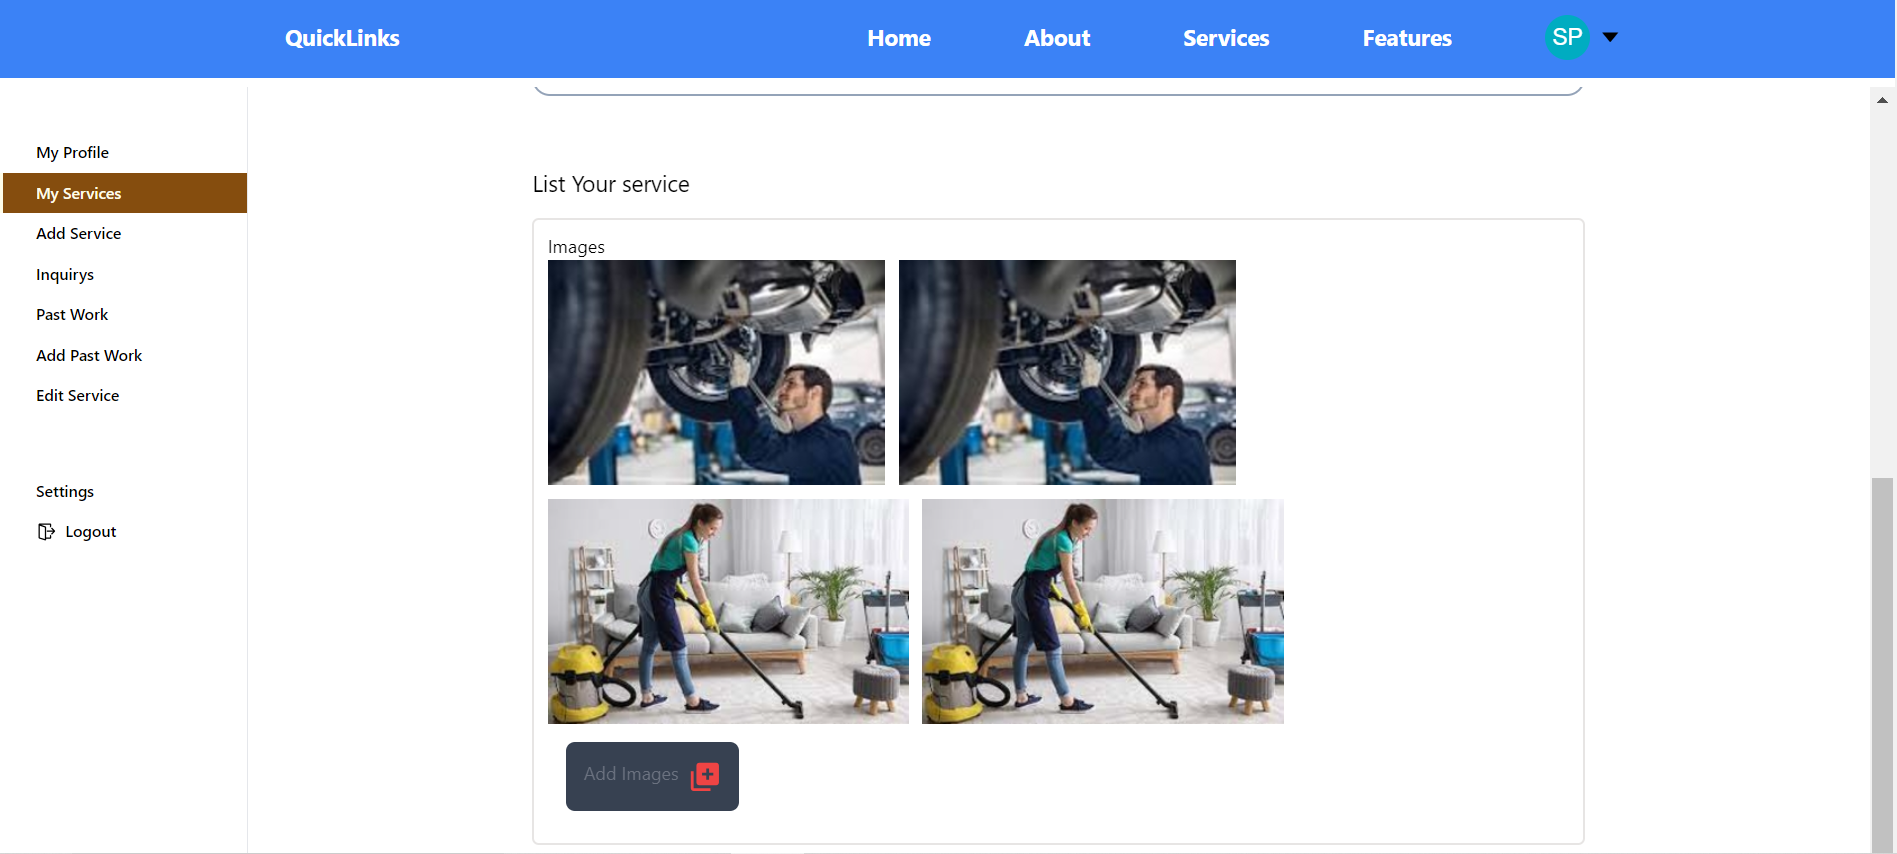 QuickLinks
Home
About
Services
Features
SP
My Profile
My Services
Add Service
Inquirys
Past Work
Add Past Work
Edit Service
Settings
Logout
List Your service
Images
Add Images